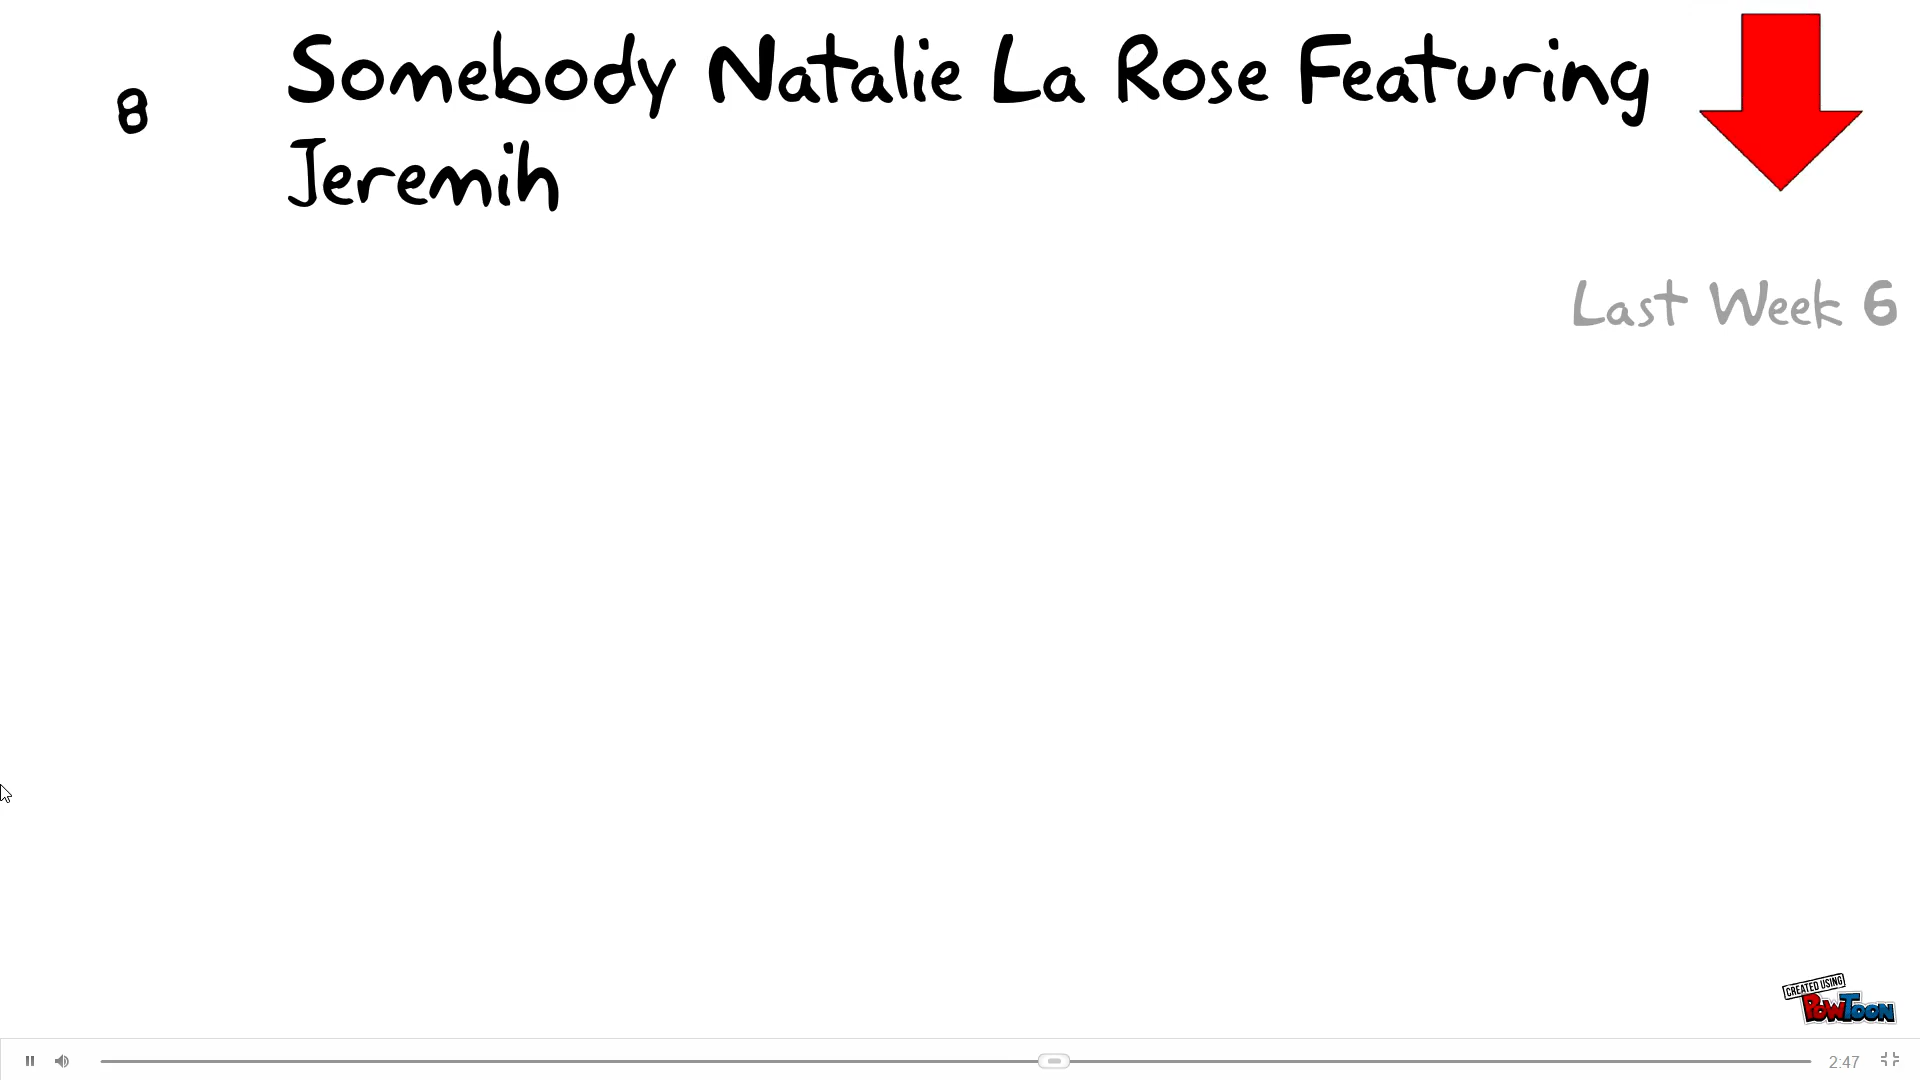 8
Somebody Natalie La Rose Featuring
Jeremih
Last Week 6
CREATED USING
POWTOON
2:47